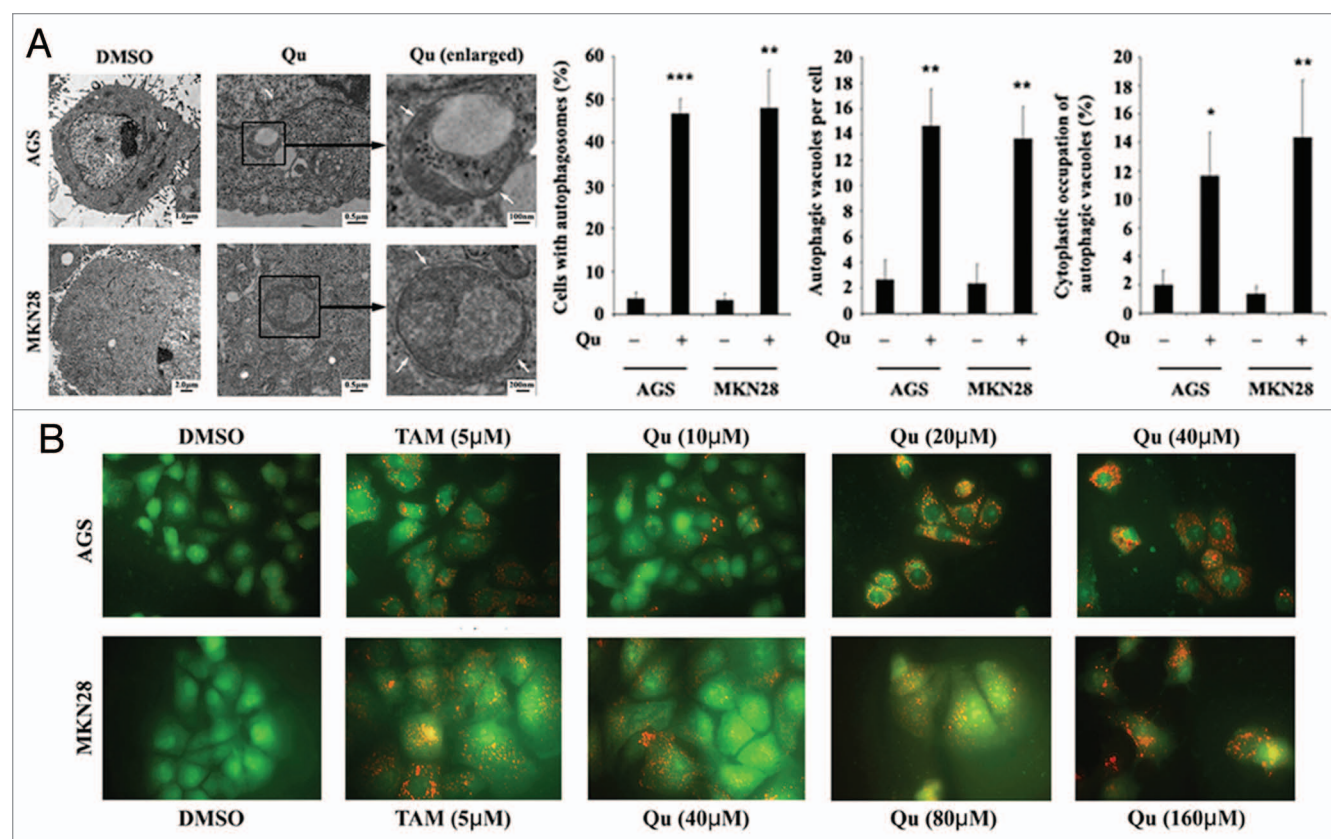 A
DMSO
Qu
Qu (enlarged)
AGS
N
N
1.0μm
0.5μm
100nm
MKN28
2.0μm
0.5μm
200nm
Cells with autophagosomes (%)
60
50
40
30
20
10
0
***
**
Qu
– + – +
AGS MKN28
Autophagic vacuoles per cell
20
18
16
14
12
10
8
6
4
2
0
**
**
Qu
– + – +
AGS MKN28
Cytoplastic occupation of
autophagic vacuoles (%)
20
18
16
14
12
10
8
6
4
2
0
*
**
Qu
– + – +
AGS MKN28
B
DMSO TAM (5μM) Qu (10μM) Qu (20μM) Qu (40μM)
AGS
MKN28
DMSO TAM (5μM) Qu (40μM) Qu (80μM) Qu (160μM)